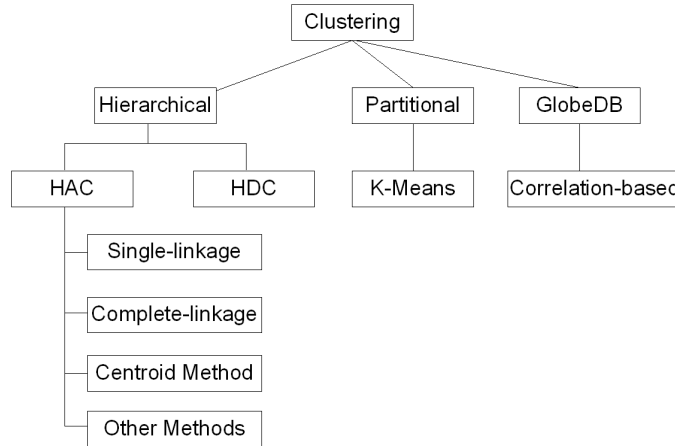 Clustering
Hierarchical
Partitional
GlobeDB
HAC
HDC
K-Means
Correlation-based
Single-linkage
Complete-linkage
Centroid Method
Other Methods